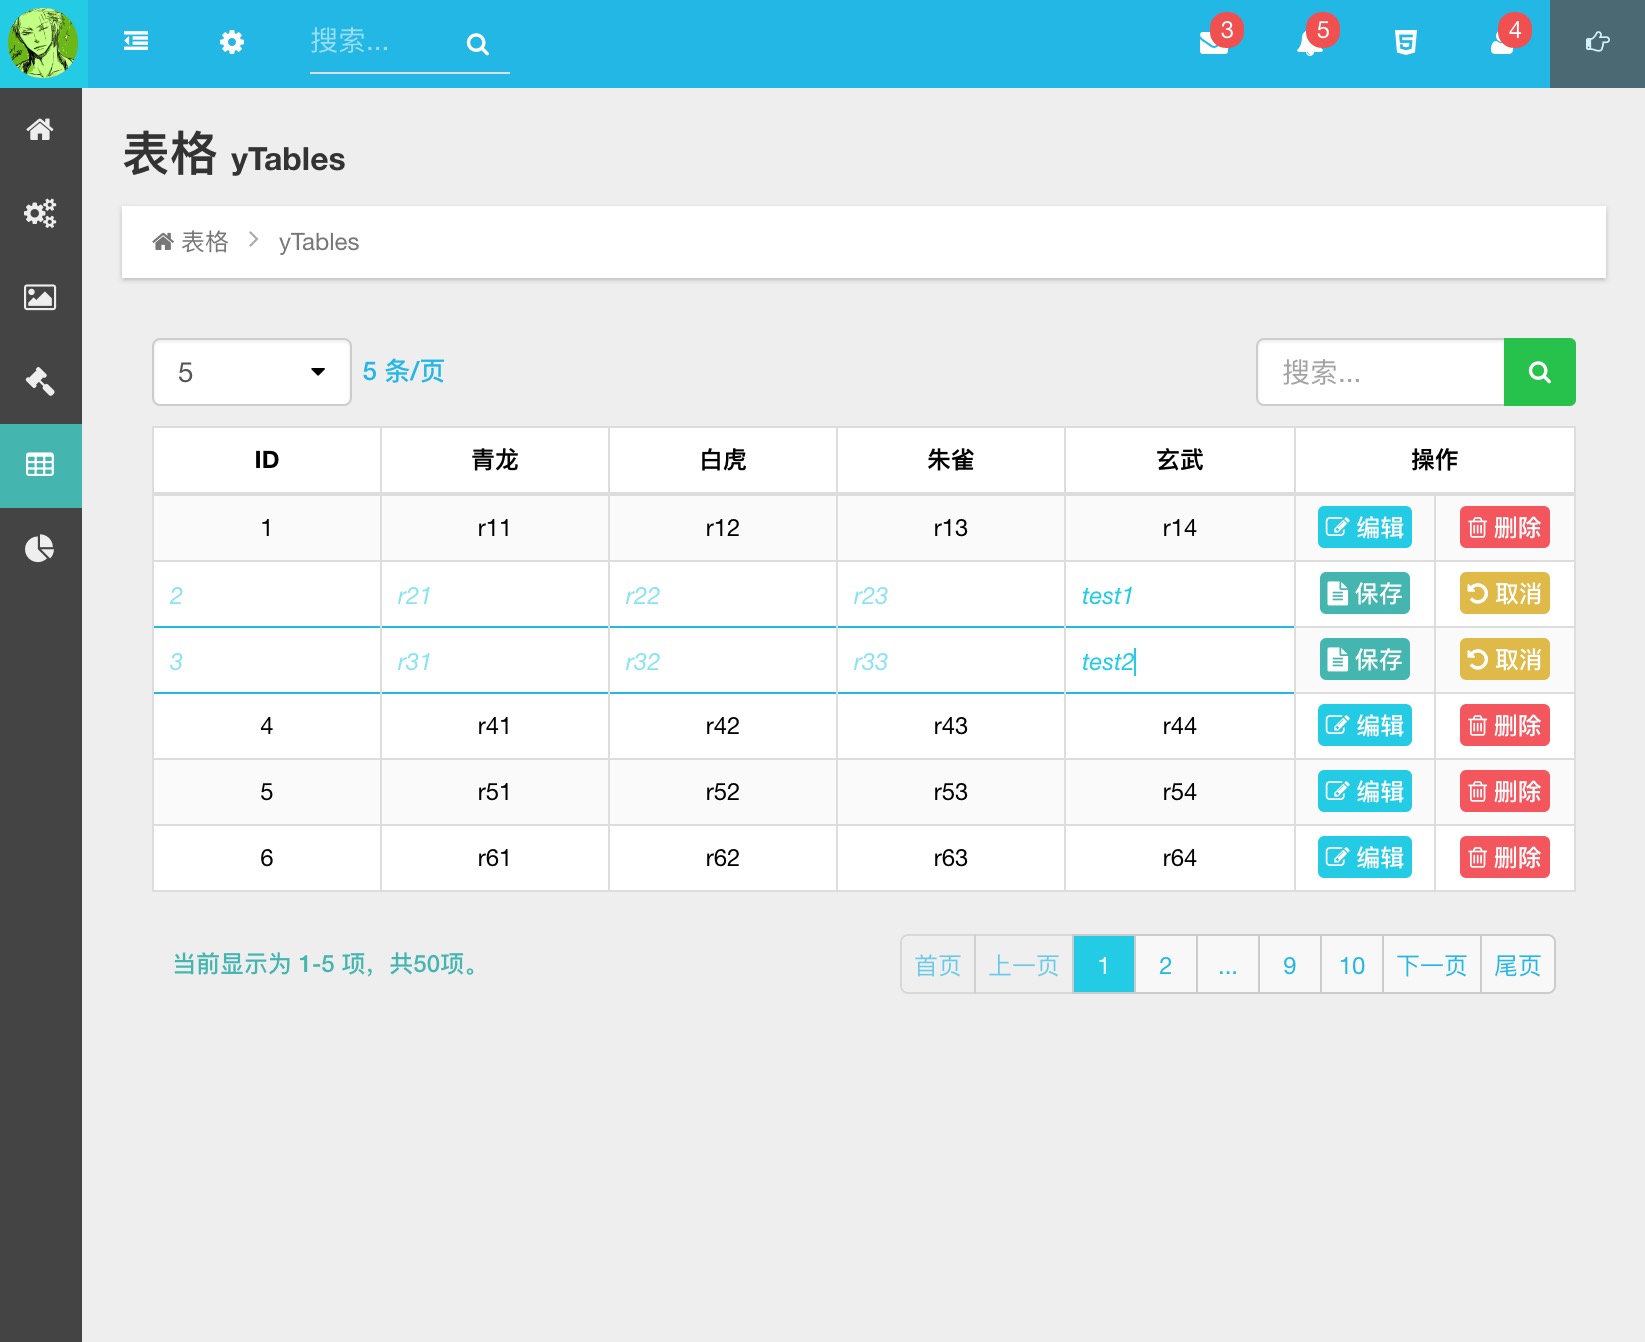 搜索... 3 5 4
表格 yTables
表格 yTables
5 5 条/页 搜索...
ID 青龙 白虎 朱雀 玄武 操作
1 r11 r12 r13 r14 编辑 删除
2 r21 r22 r23 test1 保存 取消
3 r31 r32 r33 test2 保存 取消
4 r41 r42 r43 r44 编辑 删除
5 r51 r52 r53 r54 编辑 删除
6 r61 r62 r63 r64 编辑 删除
当前显示为 1-5 项，共50项。 首页 上一页 1 2 ... 9 10 下一页 尾页